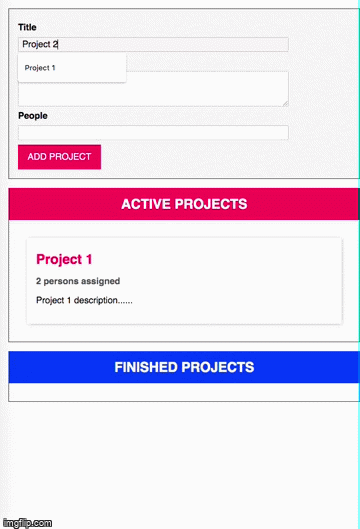 Title
Project 2
Project 1
People
ADD PROJECT
ACTIVE PROJECTS
Project 1
2 persons assigned
Project 1 description......
FINISHED PROJECTS
imgflip.com